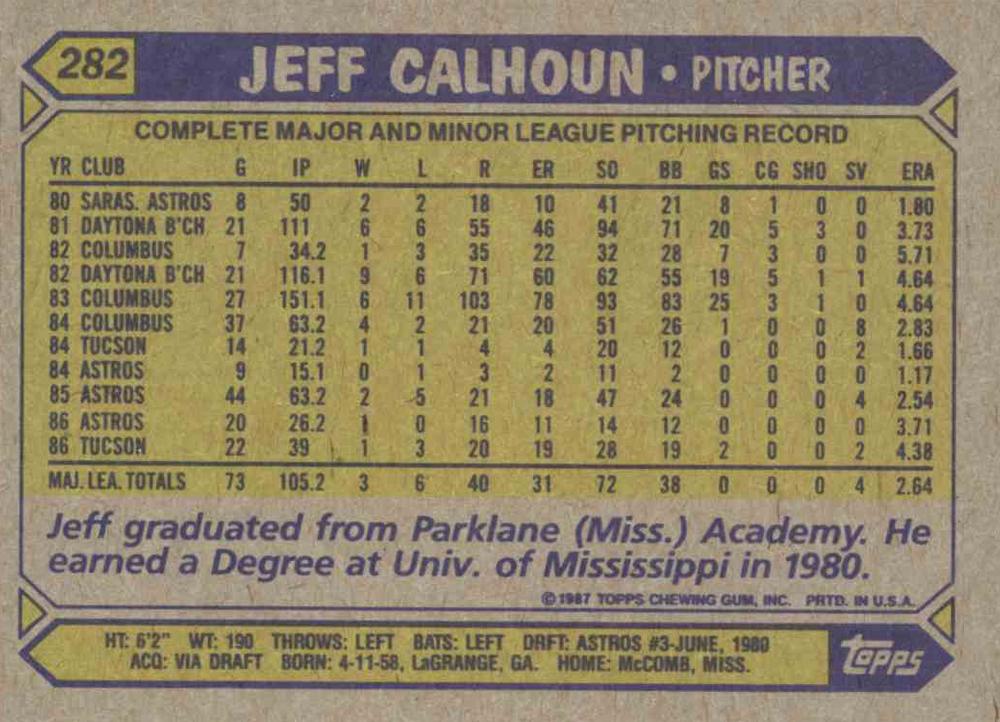 282 JEFF CALHOUN • PITCHER
COMPLETE MAJOR AND MINOR LEAGUE PITCHING RECORD
YR CLUB G IP W L R ER SO BB GS CG SHO SV ERA
80 SARAS. ASTROS 8 50 2 2 18 10 41 21 8 1 0 0 1.80
81 DAYTONA B'CH 21 111 6 6 55 46 94 71 20 5 3 0 3.73
82 COLUMBUS 7 34.2 1 3 35 22 32 28 7 3 0 0 5.71
82 DAYTONA B'CH 21 116.1 9 6 71 60 62 55 19 5 1 1 4.64
83 COLUMBUS 27 151.1 6 11 103 78 93 83 25 3 1 0 4.64
84 COLUMBUS 37 63.2 4 2 21 20 51 26 1 0 0 8 2.83
84 TUCSON 14 21.2 1 1 4 4 20 12 0 0 0 2 1.66
84 ASTROS 9 15.1 0 1 3 2 11 2 0 0 0 0 1.17
85 ASTROS 44 63.2 2 5 21 18 47 24 0 0 0 4 2.54
86 ASTROS 20 26.2 1 0 16 11 14 12 0 0 0 0 3.71
86 TUCSON 22 39 1 3 20 19 28 19 2 0 0 2 4.38
MAJ. LEA. TOTALS 73 105.2 3 6 40 31 72 38 0 0 0 4 2.64
Jeff graduated from Parklane (Miss.) Academy. He
earned a Degree at Univ. of Mississippi in 1980.
©1987 TOPPS CHEWING GUM, INC. PRTD. IN U.S.A.
HT: 6'2" WT: 190 THROWS: LEFT BATS: LEFT DRFT: ASTROS #3-JUNE, 1980
ACQ: VIA DRAFT BORN: 4-11-58, LaGRANGE, GA. HOME: McCOMB, MISS.
topps